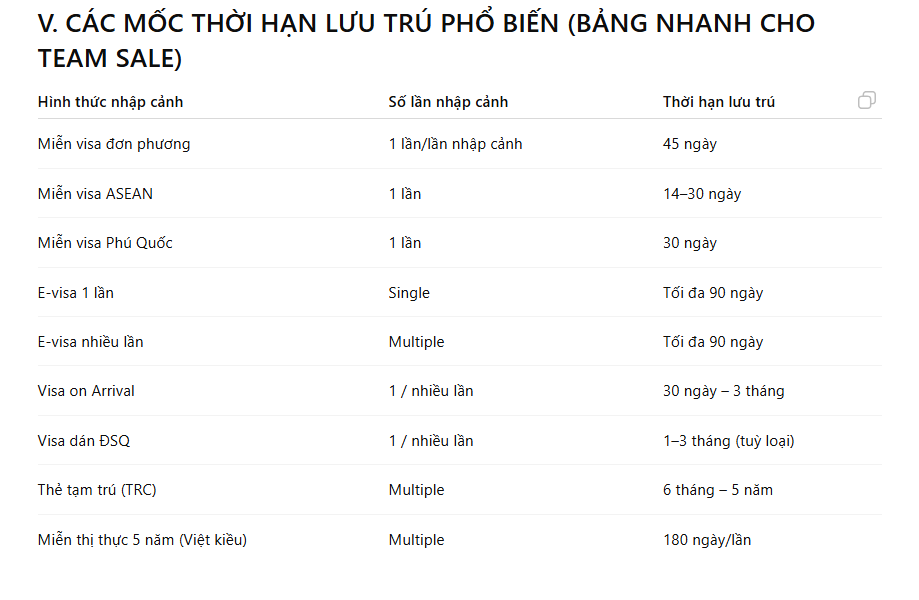 V. CÁC MỐC THỜI HẠN LƯU TRÚ PHỔ BIẾN (BẢNG NHANH CHO
TEAM SALE)
Hình thức nhập cảnh Số lần nhập cảnh Thời hạn lưu trú
Miễn visa đơn phương 1 lần/lần nhập cảnh 45 ngày
Miễn visa ASEAN 1 lần 14–30 ngày
Miễn visa Phú Quốc 1 lần 30 ngày
E-visa 1 lần Single Tối đa 90 ngày
E-visa nhiều lần Multiple Tối đa 90 ngày
Visa on Arrival 1 / nhiều lần 30 ngày – 3 tháng
Visa dán ĐSQ 1 / nhiều lần 1–3 tháng (tuỳ loại)
Thẻ tạm trú (TRC) Multiple 6 tháng – 5 năm
Miễn thị thực 5 năm (Việt kiều) Multiple 180 ngày/lần